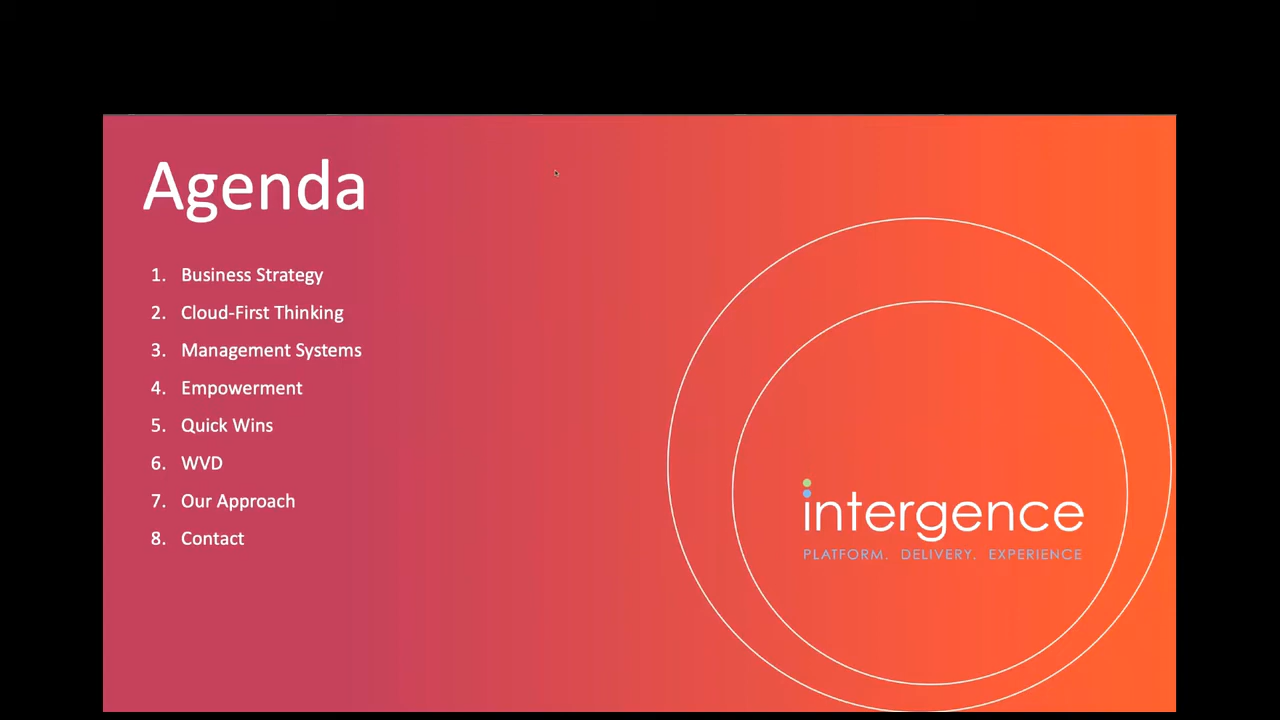 Agenda
1. Business Strategy
2. Cloud-First Thinking
3. Management Systems
4. Empowerment
5. Quick Wins
6. WVD
7. Our Approach
8. Contact
intergence
PLATFORM. DELIVERY. EXPERIENCE